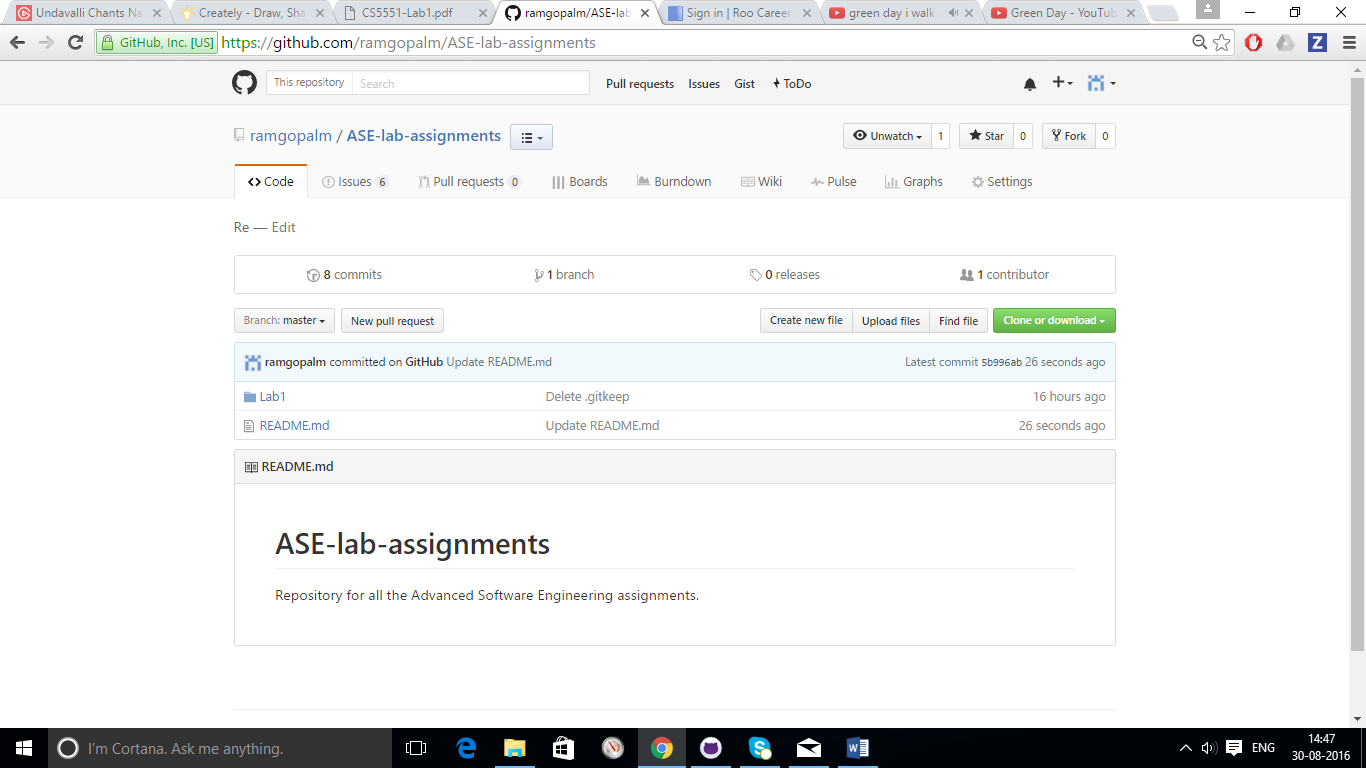 Undavalli Chants Na
Creately - Draw, Sha
CS5551-Lab1.pdf
ramgopalm/ASE-lab
Sign in | Roo Career
green day i walk
Green Day - YouTub
GitHub, Inc. [US] https://github.com/ramgopalm/ASE-lab-assignments
This repository Search Pull requests Issues Gist ToDo
ramgopalm / ASE-lab-assignments Unwatch 1 Star 0 Fork 0
Code Issues 6 Pull requests 0 Boards Burndown Wiki Pulse Graphs Settings
Re — Edit
8 commits 1 branch 0 releases 1 contributor
Branch: master New pull request Create new file Upload files Find file Clone or download
ramgopalm committed on GitHub Update README.md Latest commit 5b996ab 26 seconds ago
Lab1 Delete .gitkeep 16 hours ago
README.md Update README.md 26 seconds ago
README.md
ASE-lab-assignments
Repository for all the Advanced Software Engineering assignments.
I'm Cortana. Ask me anything.
ENG
14:47
30-08-2016